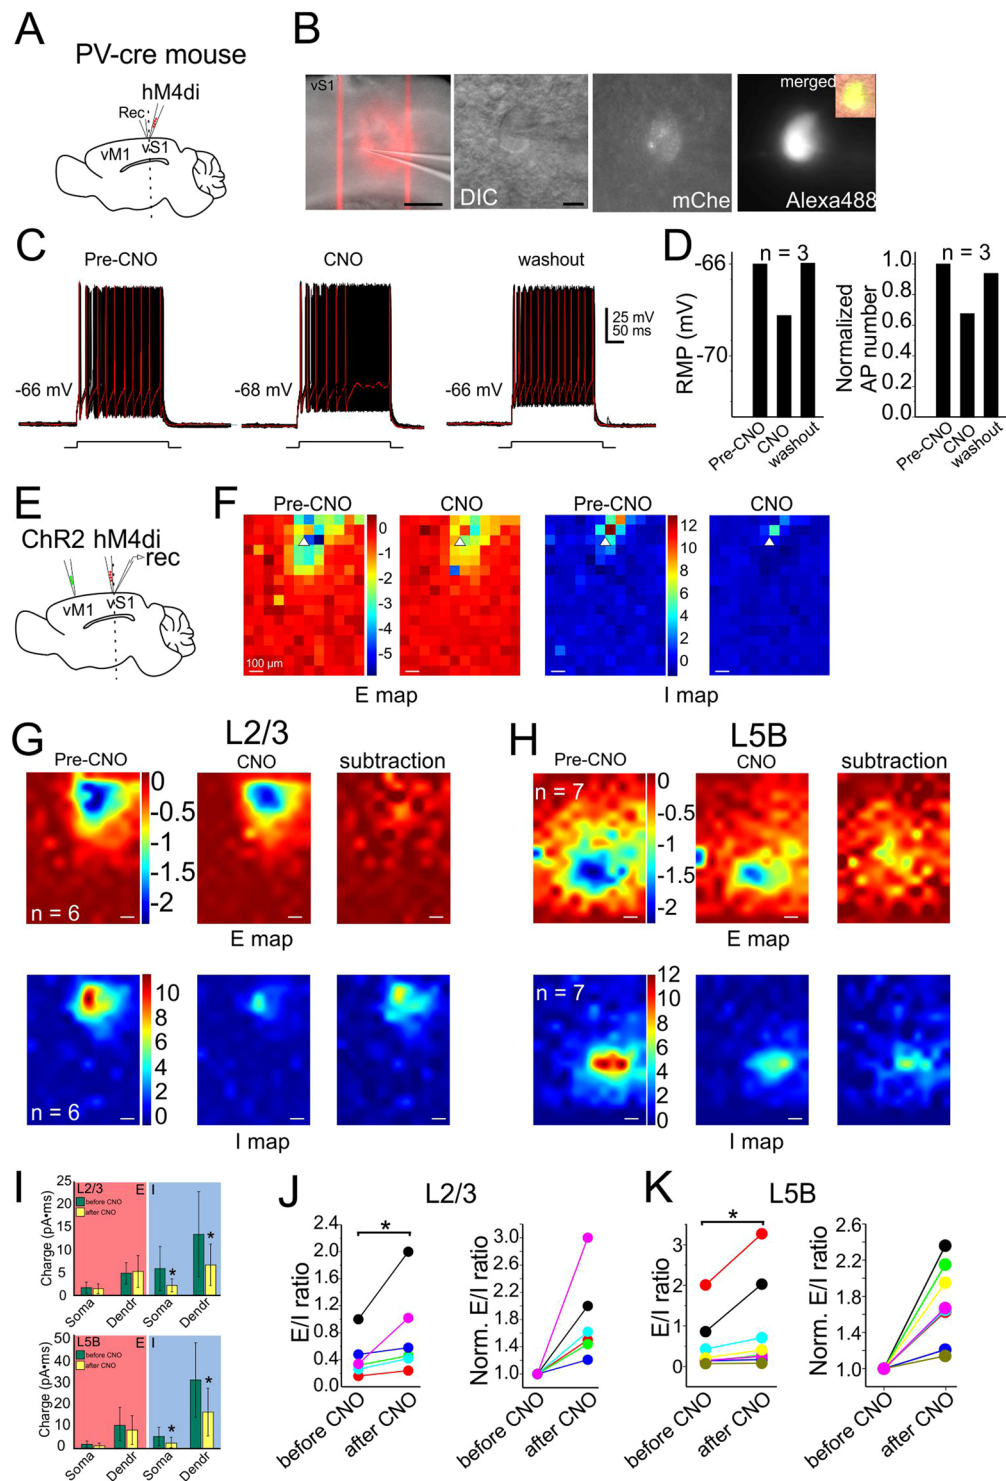 A
PV-cre mouse
hM4di
Rec
vM1 vS1
B
vS1
DIC
mChe
merged
Alexa488
C
Pre-CNO CNO washout
25 mV
50 ms
-66 mV -68 mV -66 mV
D
n = 3 n = 3
RMP (mV)
-66
-70
Pre-CNO
CNO
washout
Normalized
AP number
1.0
0.8
0.6
0.4
0.2
0.0
Pre-CNO
CNO
washout
E
ChR2 hM4di
rec
vM1 vS1
F
Pre-CNO CNO Pre-CNO CNO
0
-1
-2
-3
-4
-5
12
10
8
6
4
2
0
100 µm
E map I map
G
L2/3
Pre-CNO CNO subtraction
0
-0.5
-1
-1.5
-2
n = 6
E map
10
8
6
4
2
0
n = 6
I map
H
L5B
Pre-CNO CNO subtraction
n = 7
0
-0.5
-1
-1.5
-2
E map
n = 7
12
10
8
6
4
2
0
I map
I
Charge (pA•ms)
25
20
15
10
5
0
L2/3 E I
before CNO
after CNO
* *
Soma Dendr Soma Dendr
Charge (pA•ms)
50
40
30
20
10
0
L5B E I
before CNO
after CNO
* *
Soma Dendr Soma Dendr
J
L2/3
E/I ratio
2.4
2.0
1.6
1.2
0.8
0.4
0.0
*
before CNO
after CNO
Norm. E/I ratio
3.0
2.5
2.0
1.5
1.0
before CNO
after CNO
K
L5B
E/I ratio
3
2
1
0
*
before CNO
after CNO
Norm. E/I ratio
2.6
2.2
1.8
1.4
1.0
before CNO
after CNO